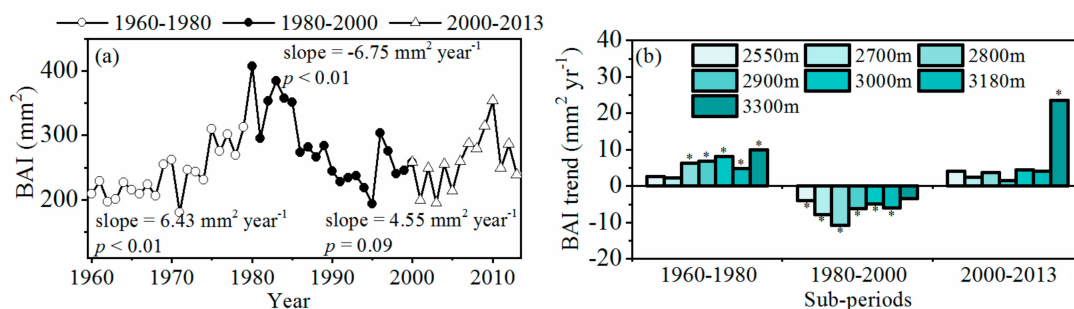 1960-1980 1980-2000 2000-2013
(a)
slope = -6.75 mm² year⁻¹
p < 0.01
400
300
200
BAI (mm²)
slope = 6.43 mm² year⁻¹
p < 0.01
slope = 4.55 mm² year⁻¹
p = 0.09
1960 1970 1980 1990 2000 2010
Year
(b)
2550m 2700m 2800m
2900m 3000m 3180m
3300m
40
30
20
10
0
-10
-20
BAI trend (mm² yr⁻¹)
* * * * *
* * * * * *
*
1960-1980 1980-2000 2000-2013
Sub-periods